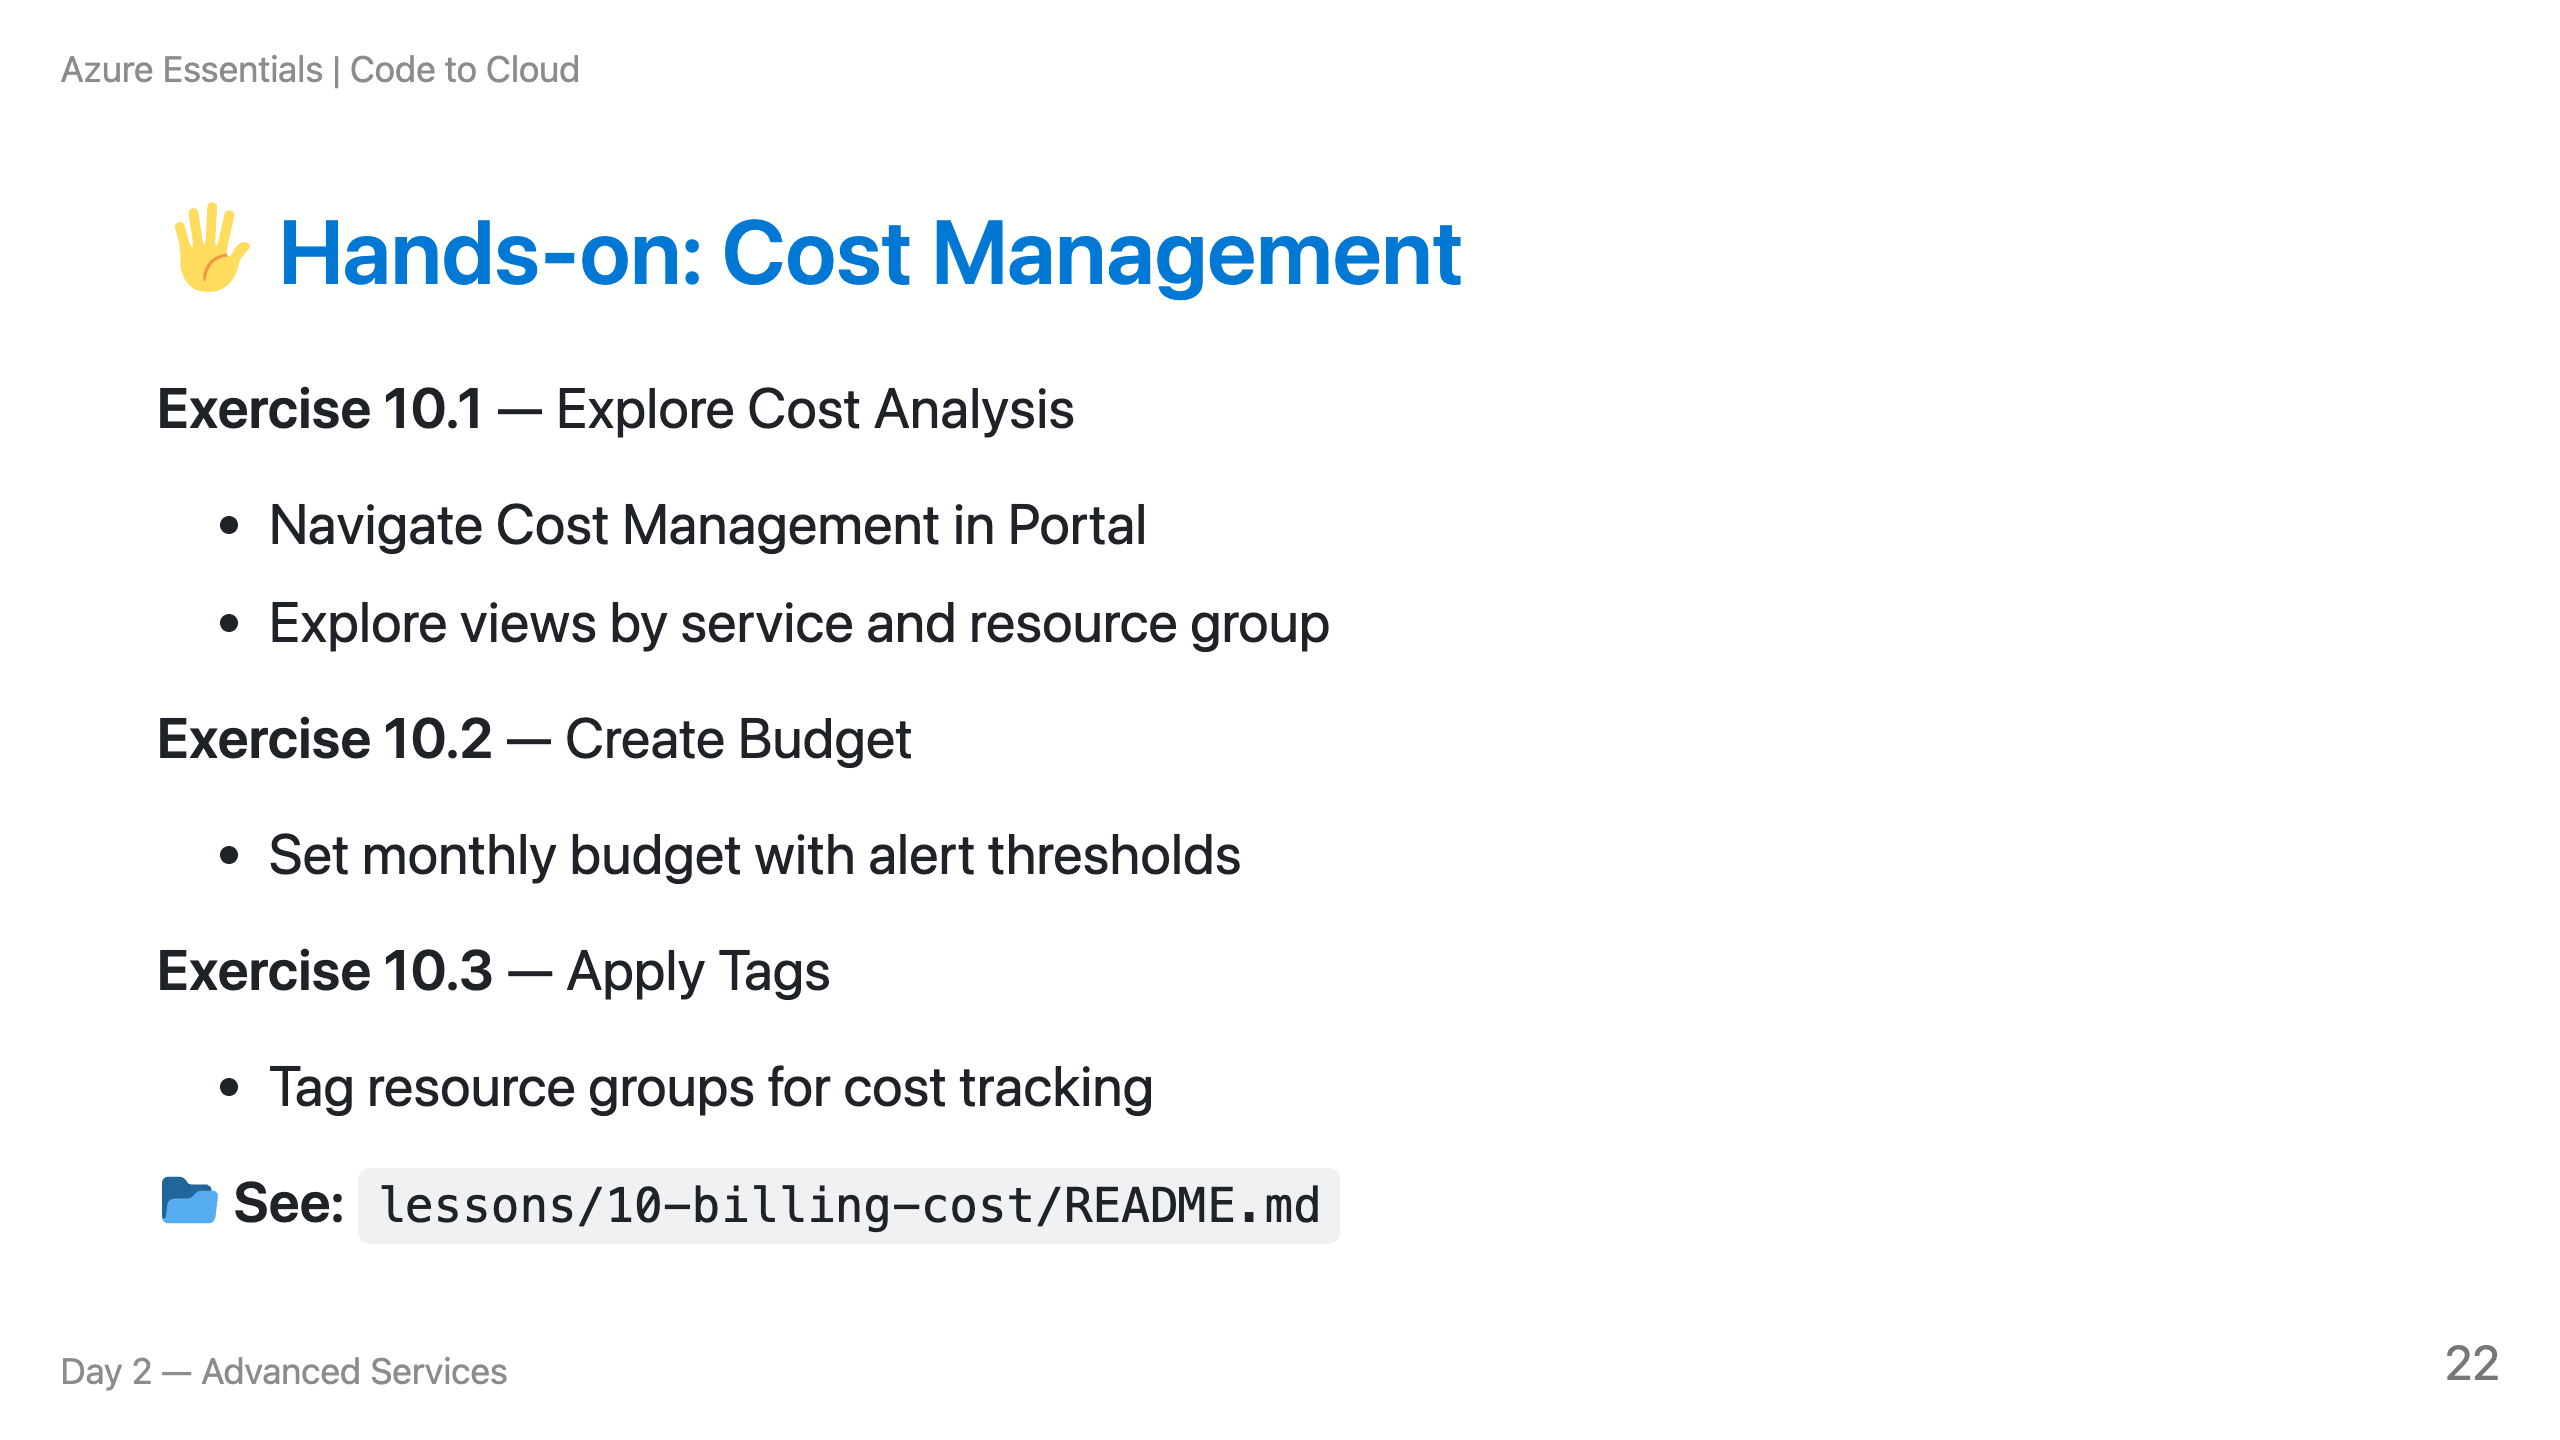 Azure Essentials | Code to Cloud
Hands-on: Cost Management
Exercise 10.1 — Explore Cost Analysis
• Navigate Cost Management in Portal
• Explore views by service and resource group
Exercise 10.2 — Create Budget
• Set monthly budget with alert thresholds
Exercise 10.3 — Apply Tags
• Tag resource groups for cost tracking
See: lessons/10-billing-cost/README.md
Day 2 — Advanced Services
22